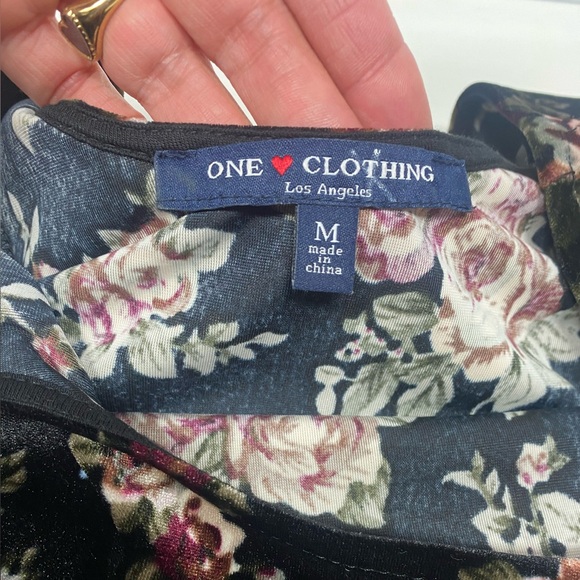 ONE ♥ CLOTHING
Los Angeles
M
made
in
china